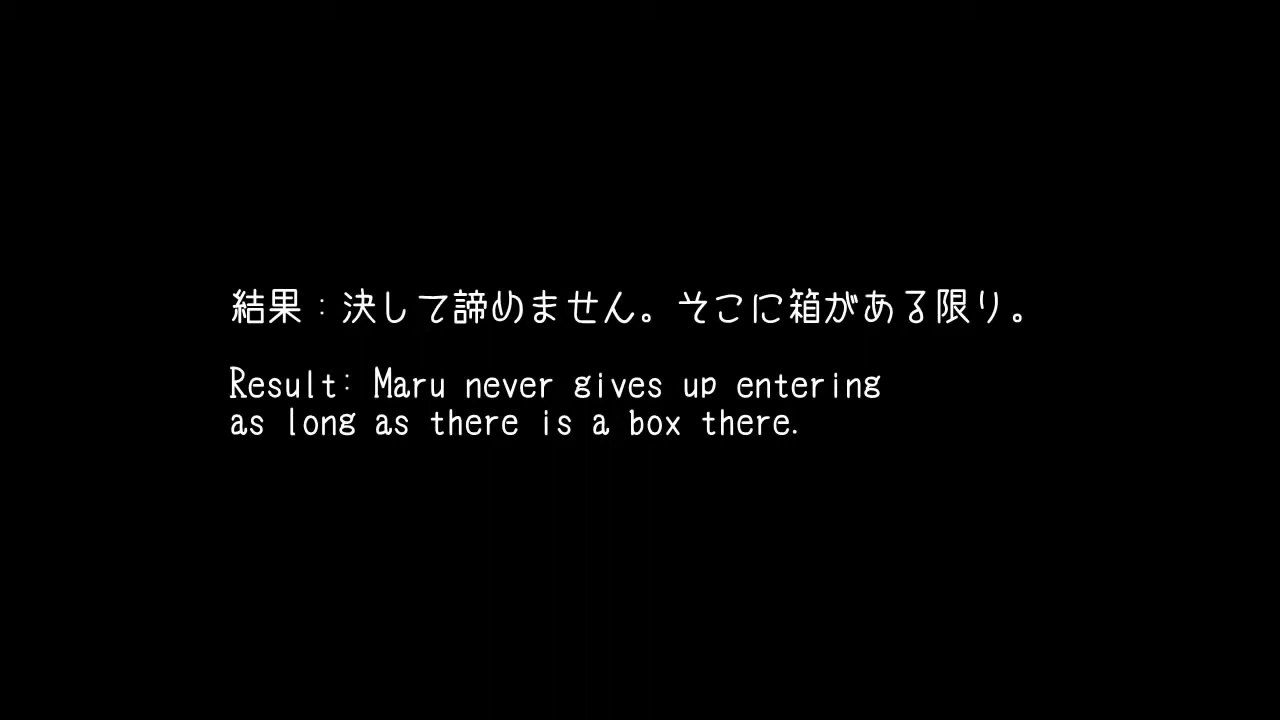 結果：決して諦めません。そこに箱がある限り。
Result: Maru never gives up entering
as long as there is a box there.